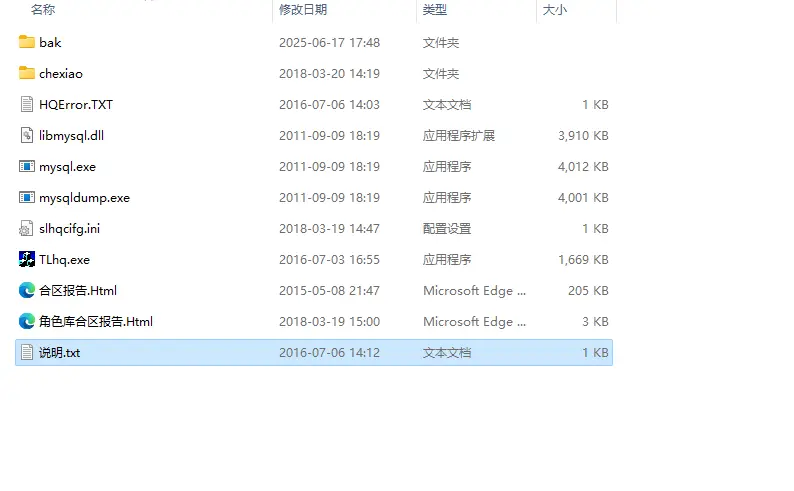 名称 修改日期 类型 大小
bak 2025-06-17 17:48 文件夹
chexiao 2018-03-20 14:19 文件夹
HQError.TXT 2016-07-06 14:03 文本文档 1 KB
libmysql.dll 2011-09-09 18:19 应用程序扩展 3,910 KB
mysql.exe 2011-09-09 18:19 应用程序 4,012 KB
mysqldump.exe 2011-09-09 18:19 应用程序 4,001 KB
slhqcifg.ini 2018-03-19 14:47 配置设置 1 KB
TLhq.exe 2016-07-03 16:55 应用程序 1,669 KB
合区报告.Html 2015-05-08 21:47 Microsoft Edge ... 205 KB
角色库合区报告.Html 2018-03-19 15:00 Microsoft Edge ... 3 KB
说明.txt 2016-07-06 14:12 文本文档 1 KB